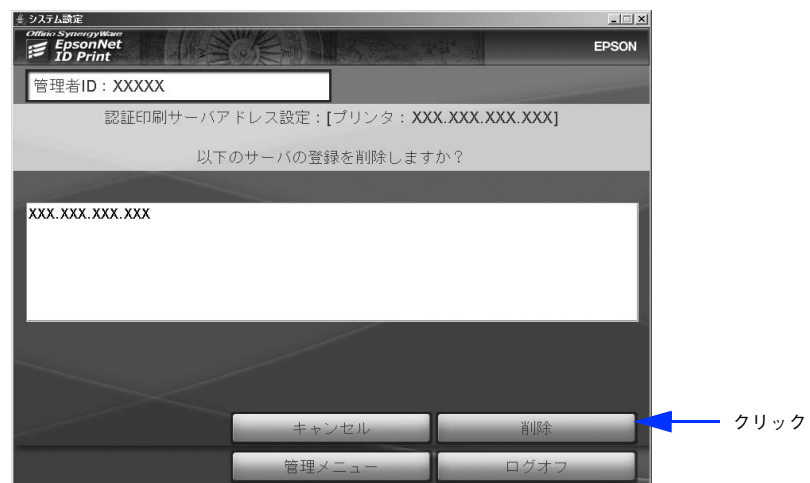 システム設定
Offirio SynergyWare
EpsonNet
ID Print
EPSON
管理者ID：XXXXX
認証印刷サーバアドレス設定：[プリンタ：XXX.XXX.XXX.XXX]
以下のサーバの登録を削除しますか？
XXX.XXX.XXX.XXX
キャンセル
削除
クリック
管理メニュー
ログオフ